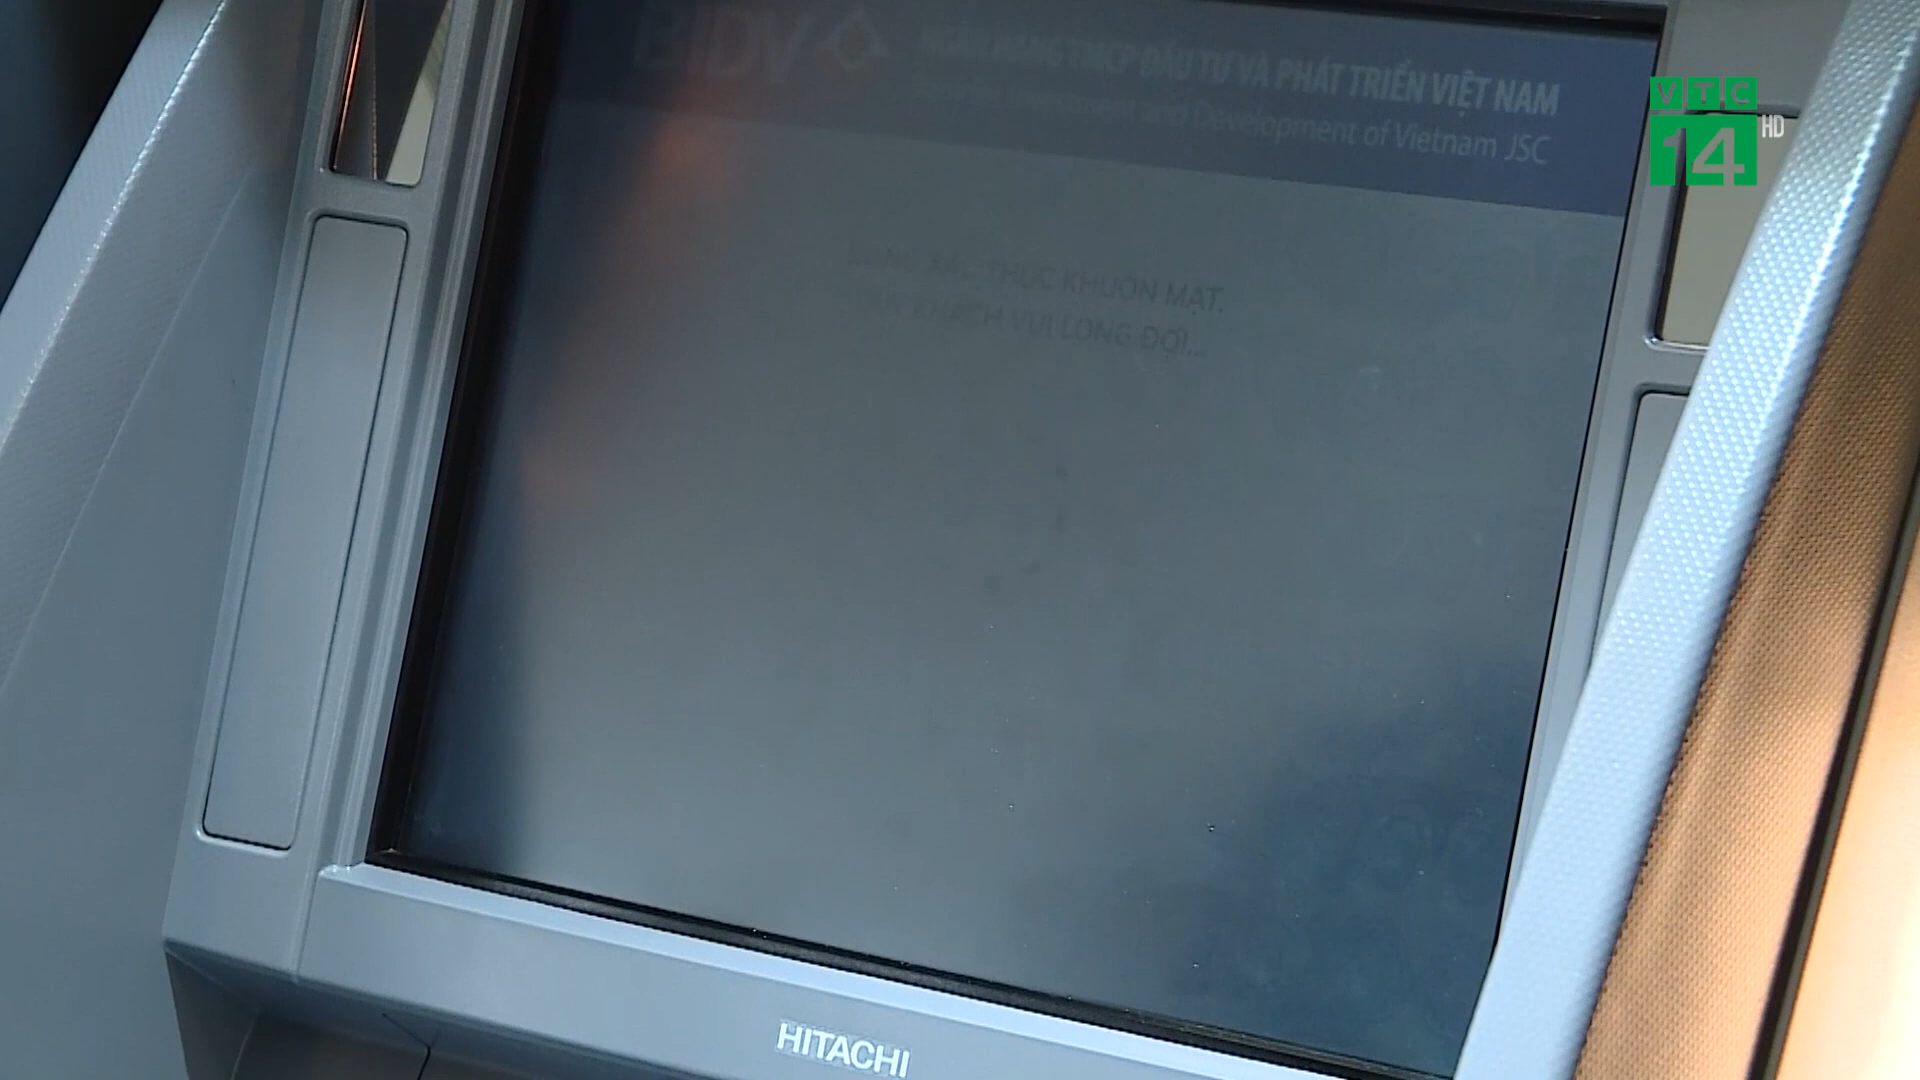 BIDV
NGÂN HÀNG TMCP ĐẦU TƯ VÀ PHÁT TRIỂN VIỆT NAM
Investment and Development of Vietnam JSC
VTC
14 HD
XÁC THỰC KHUÔN MẶT.
QUÝ KHÁCH VUI LÒNG ĐỢI...
HITACHI